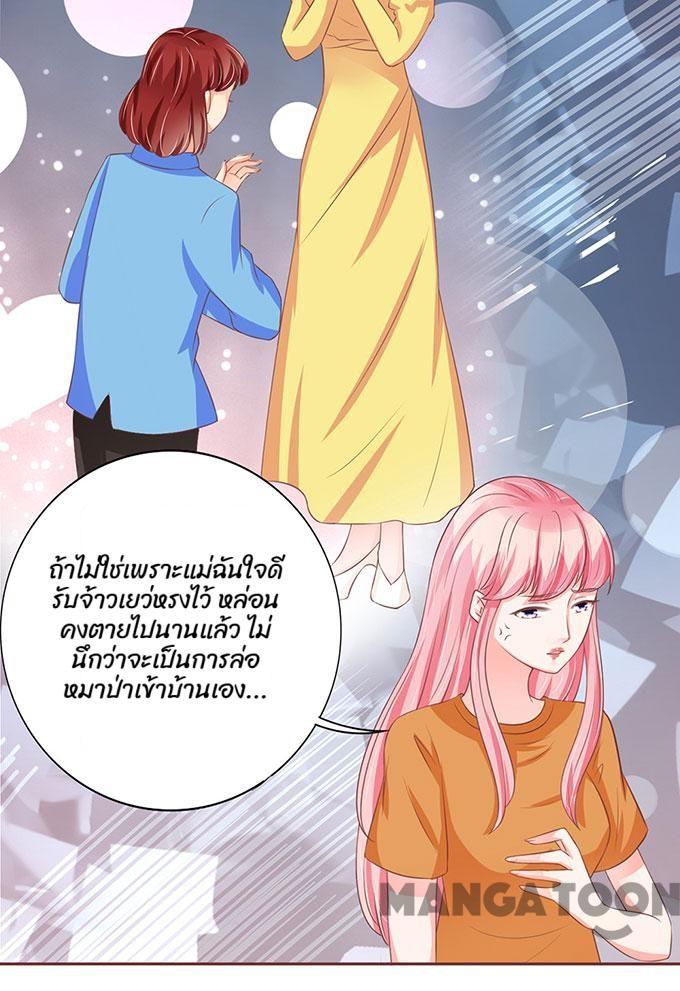 ถ้าไม่ใช่เพราะแม่ฉันใจดี
รับจ้าวเยว่หรงไว้ หล่อน
คงตายไปนานแล้ว ไม่
นึกว่าจะเป็นการล่อ
หมาป่าเข้าบ้านเอง...
MANGATOON